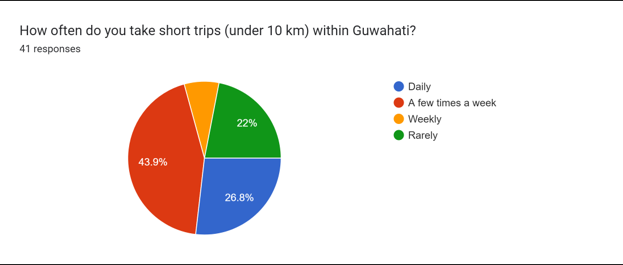 How often do you take short trips (under 10 km) within Guwahati?
41 responses
Daily
A few times a week
Weekly
Rarely
22%
43.9%
26.8%